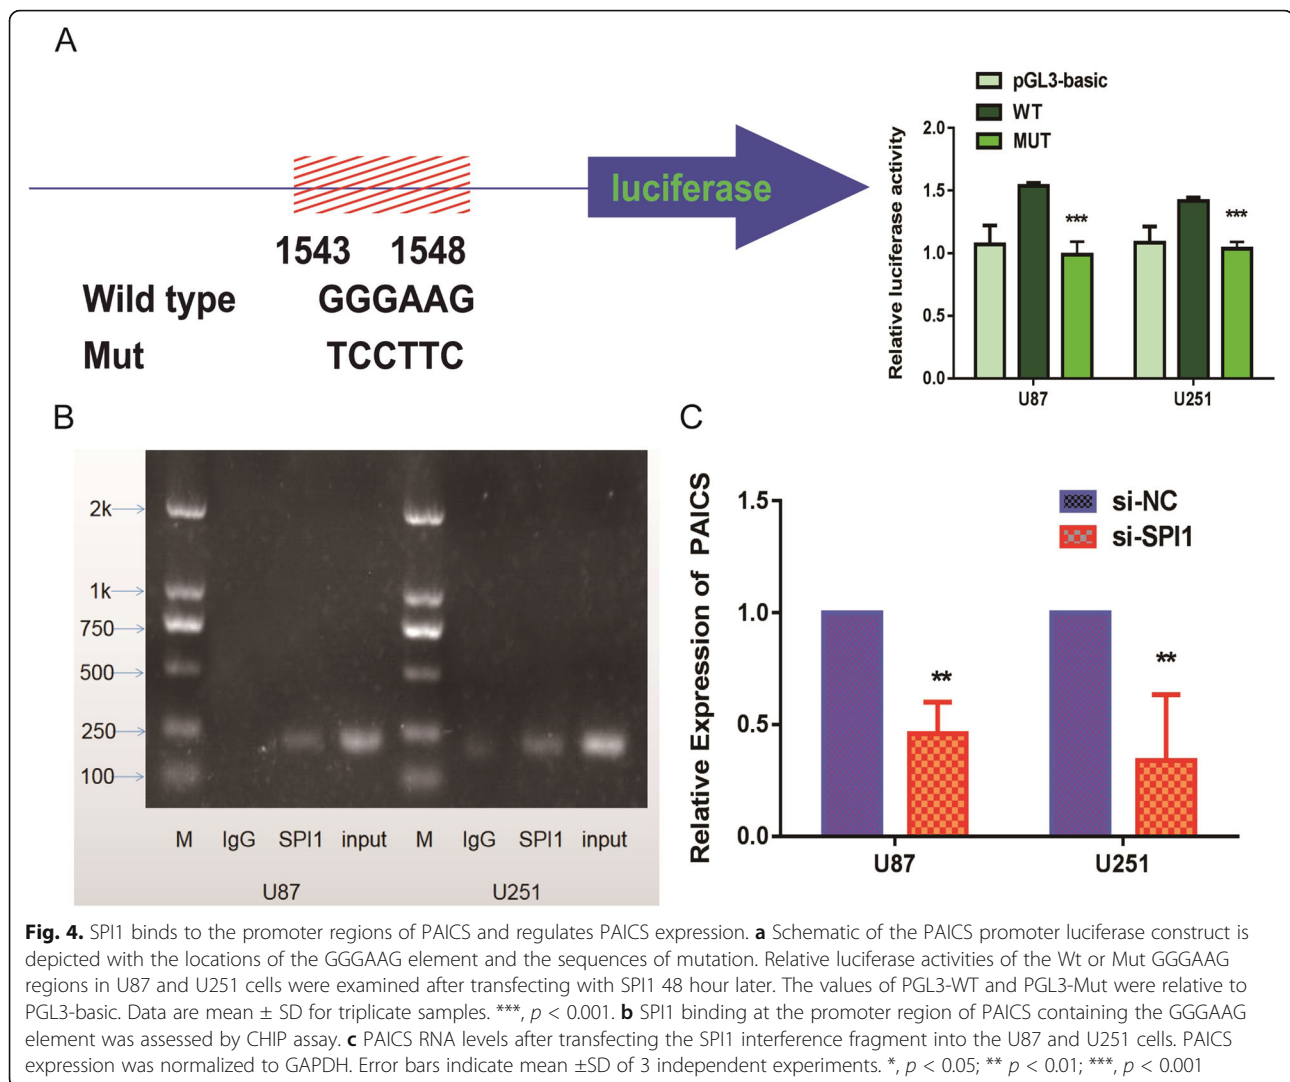 A
luciferase
1543 1548
Wild type GGGAAG
Mut TCCTTC
pGL3-basic
WT
MUT
Relative luciferase activity
2.0
1.5
1.0
0.5
0.0
***
***
U87 U251
B
2k
1k
750
500
250
100
M IgG SPI1 input M IgG SPI1 input
U87 U251
C
si-NC
si-SPI1
Relative Expression of PAICS
1.5
1.0
0.5
0.0
**
**
U87 U251
Fig. 4. SPI1 binds to the promoter regions of PAICS and regulates PAICS expression. a Schematic of the PAICS promoter luciferase construct is
depicted with the locations of the GGGAAG element and the sequences of mutation. Relative luciferase activities of the Wt or Mut GGGAAG
regions in U87 and U251 cells were examined after transfecting with SPI1 48 hour later. The values of PGL3-WT and PGL3-Mut were relative to
PGL3-basic. Data are mean ± SD for triplicate samples. ***, p < 0.001. b SPI1 binding at the promoter region of PAICS containing the GGGAAG
element was assessed by CHIP assay. c PAICS RNA levels after transfecting the SPI1 interference fragment into the U87 and U251 cells. PAICS
expression was normalized to GAPDH. Error bars indicate mean ±SD of 3 independent experiments. *, p < 0.05; ** p < 0.01; ***, p < 0.001